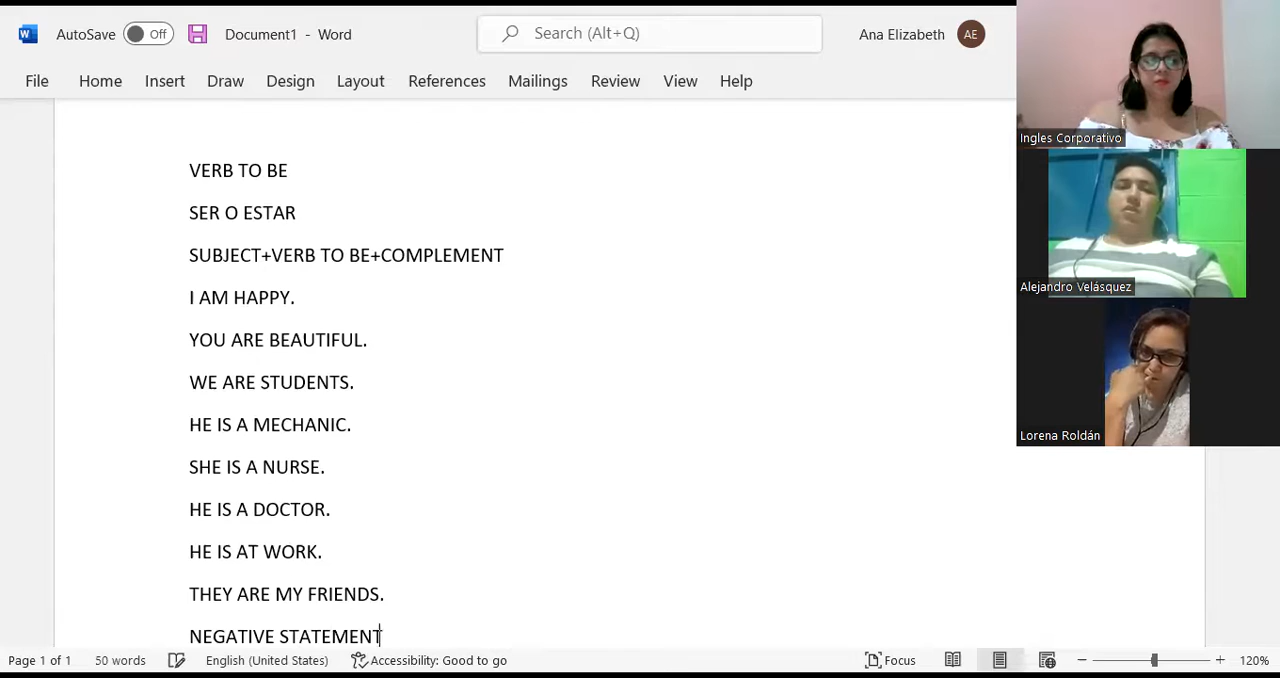 AutoSave Off Document1 - Word Search (Alt+Q) Ana Elizabeth AE
File Home Insert Draw Design Layout References Mailings Review View Help
VERB TO BE
SER O ESTAR
SUBJECT+VERB TO BE+COMPLEMENT
I AM HAPPY.
YOU ARE BEAUTIFUL.
WE ARE STUDENTS.
HE IS A MECHANIC.
SHE IS A NURSE.
HE IS A DOCTOR.
HE IS AT WORK.
THEY ARE MY FRIENDS.
NEGATIVE STATEMENT
Ingles Corporativo
Alejandro Velásquez
Lorena Roldán
Page 1 of 1 50 words English (United States) Accessibility: Good to go Focus 120%